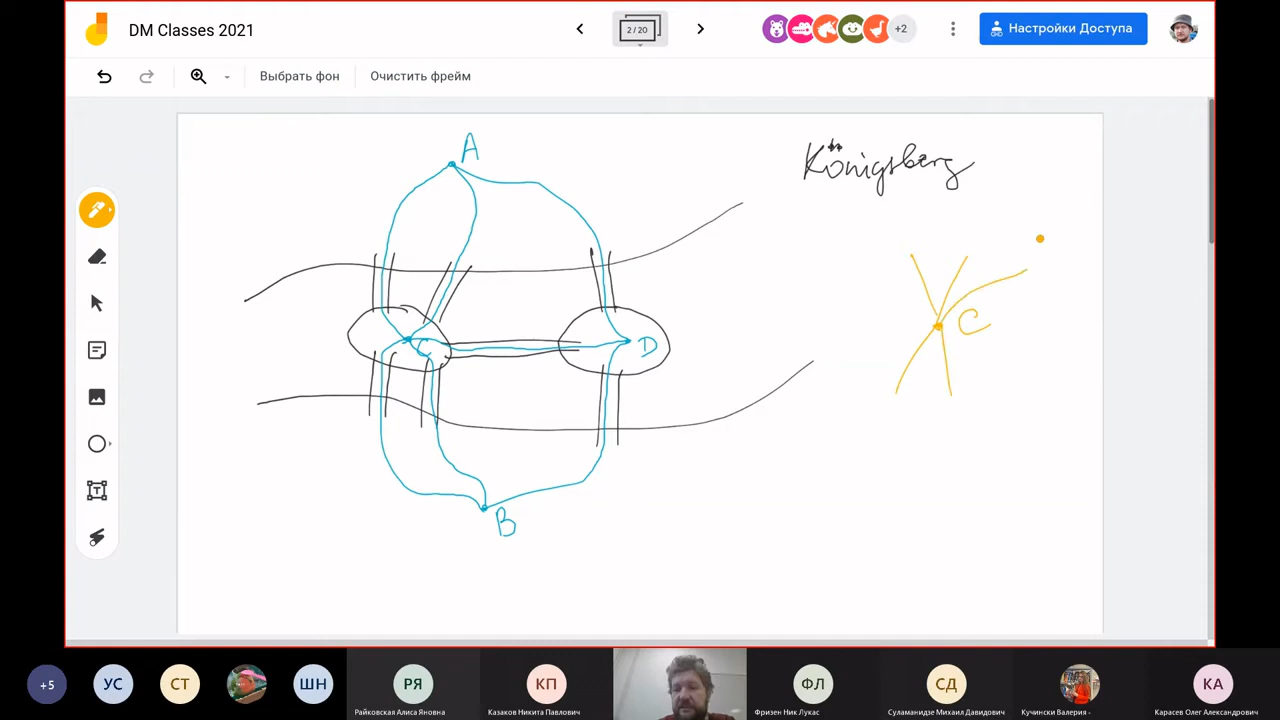 DM Classes 2021
2/20
+2
Настройки Доступа
Выбрать фон
Очистить фрейм
A
Königsberg
C
D
C
B
+5
УС
СТ
ШН
РЯ
Райковская Алиса Яновна
КП
Казаков Никита Павлович
ФЛ
Фризен Ник Лукас
СД
Суламанидзе Михаил Давидович
Кучински Валерия -
КА
Карасев Олег Александрович